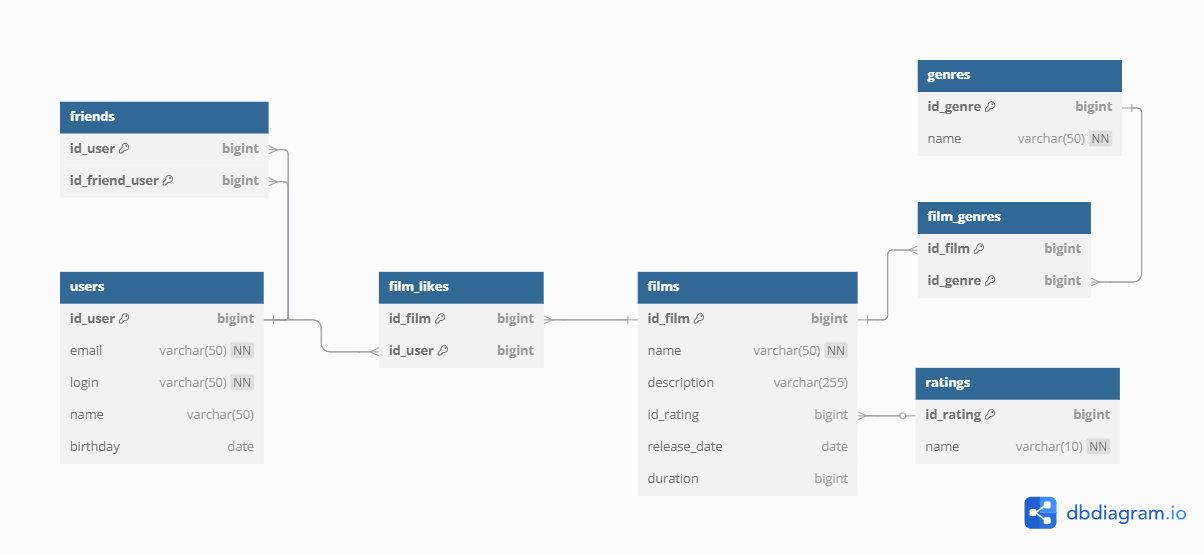 friends
id_user bigint
id_friend_user bigint
users
id_user bigint
email varchar(50) NN
login varchar(50) NN
name varchar(50)
birthday date
film_likes
id_film bigint
id_user bigint
films
id_film bigint
name varchar(50) NN
description varchar(255)
id_rating bigint
release_date date
duration bigint
genres
id_genre bigint
name varchar(50) NN
film_genres
id_film bigint
id_genre bigint
ratings
id_rating bigint
name varchar(10) NN
dbdiagram.io